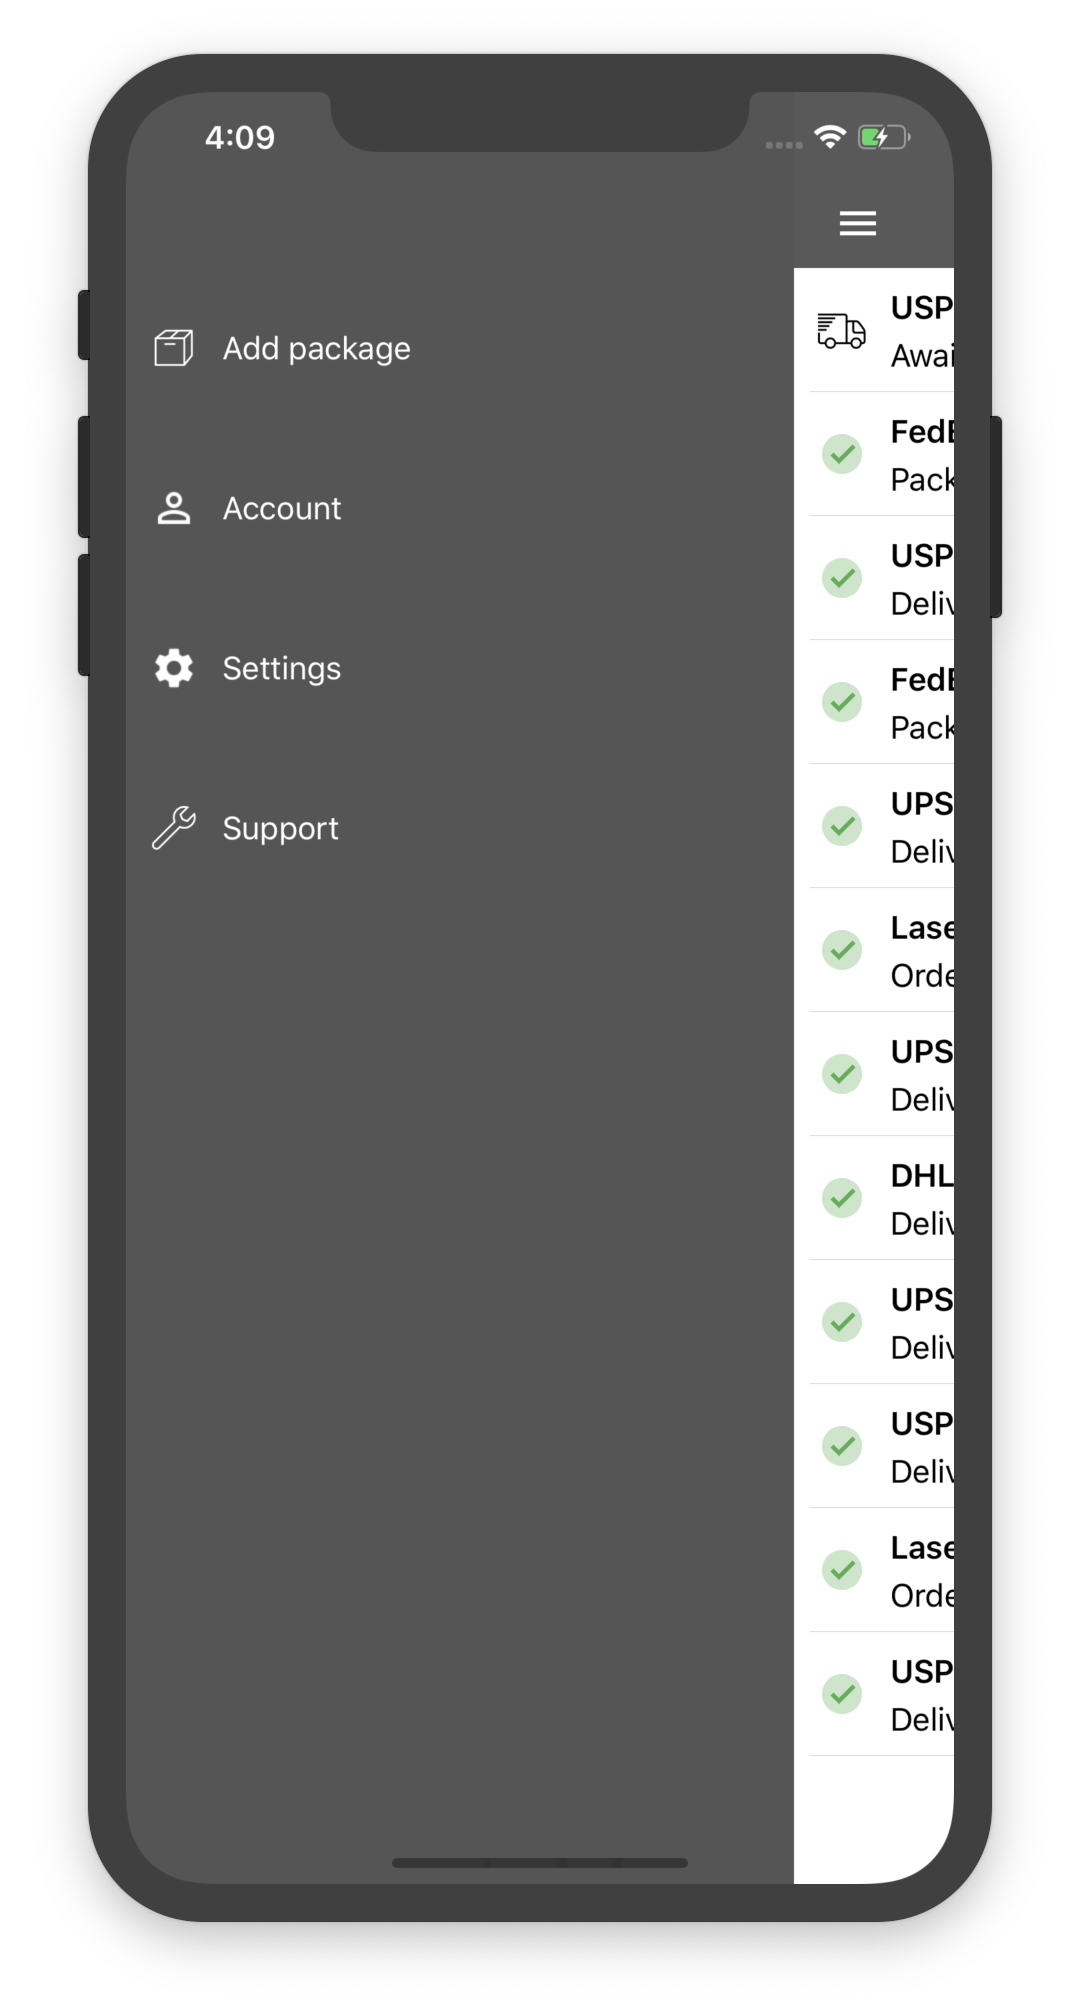 4:09
Add package
Account
Settings
Support
USP
Awai
FedE
Pack
USP
Deliv
FedE
Pack
UPS
Deliv
Lase
Orde
UPS
Deliv
DHL
Deliv
UPS
Deliv
USP
Deliv
Lase
Orde
USP
Deliv